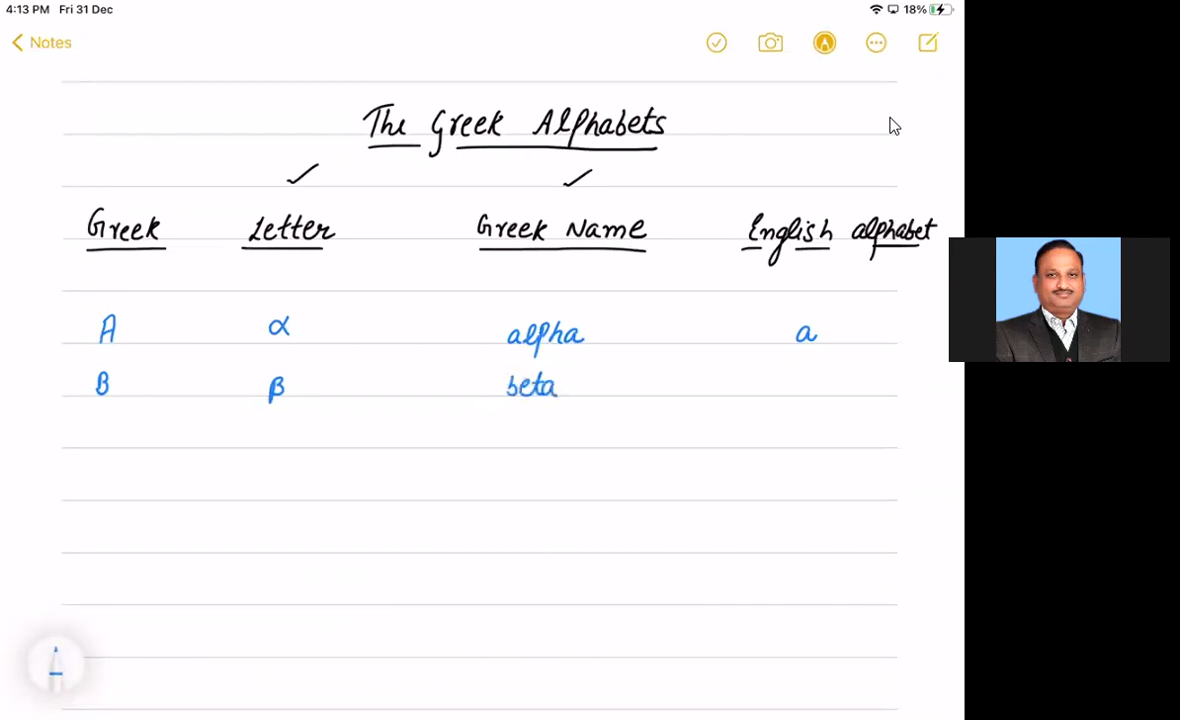 4:13 PM Fri 31 Dec 18%
Notes
The Greek Alphabets
Greek Letter Greek Name English alphabet
A α alpha a
B β beta